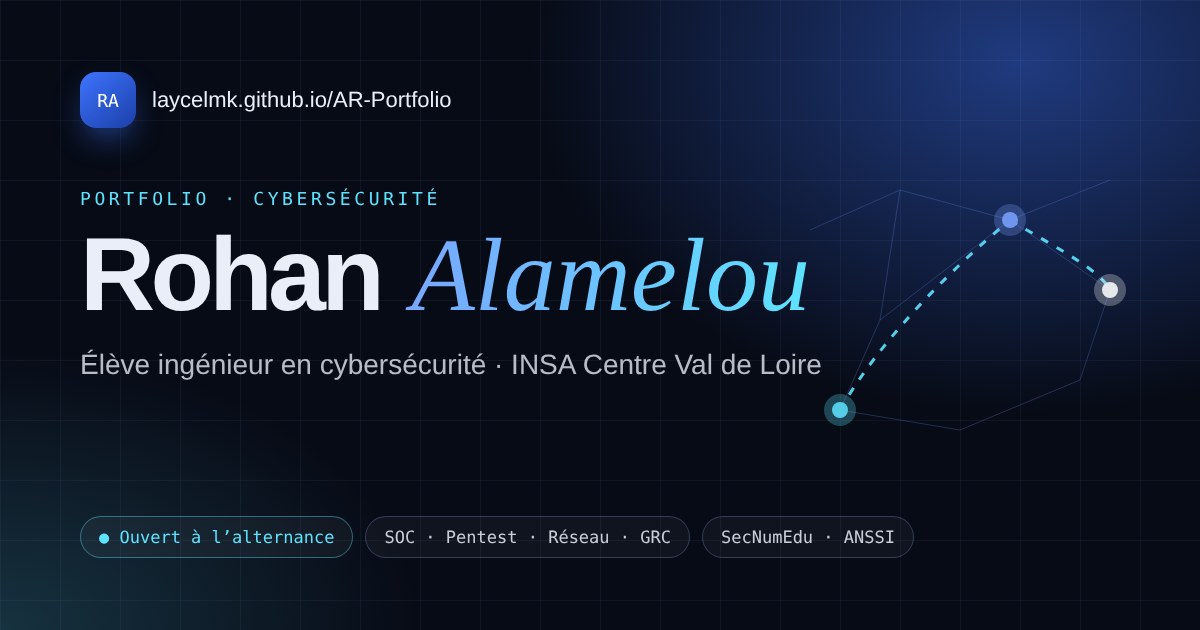 RA
laycelmk.github.io/AR-Portfolio
PORTFOLIO · CYBERSÉCURITÉ
Rohan Alamelou
Élève ingénieur en cybersécurité · INSA Centre Val de Loire
● Ouvert à l’alternance
SOC · Pentest · Réseau · GRC
SecNumEdu · ANSSI